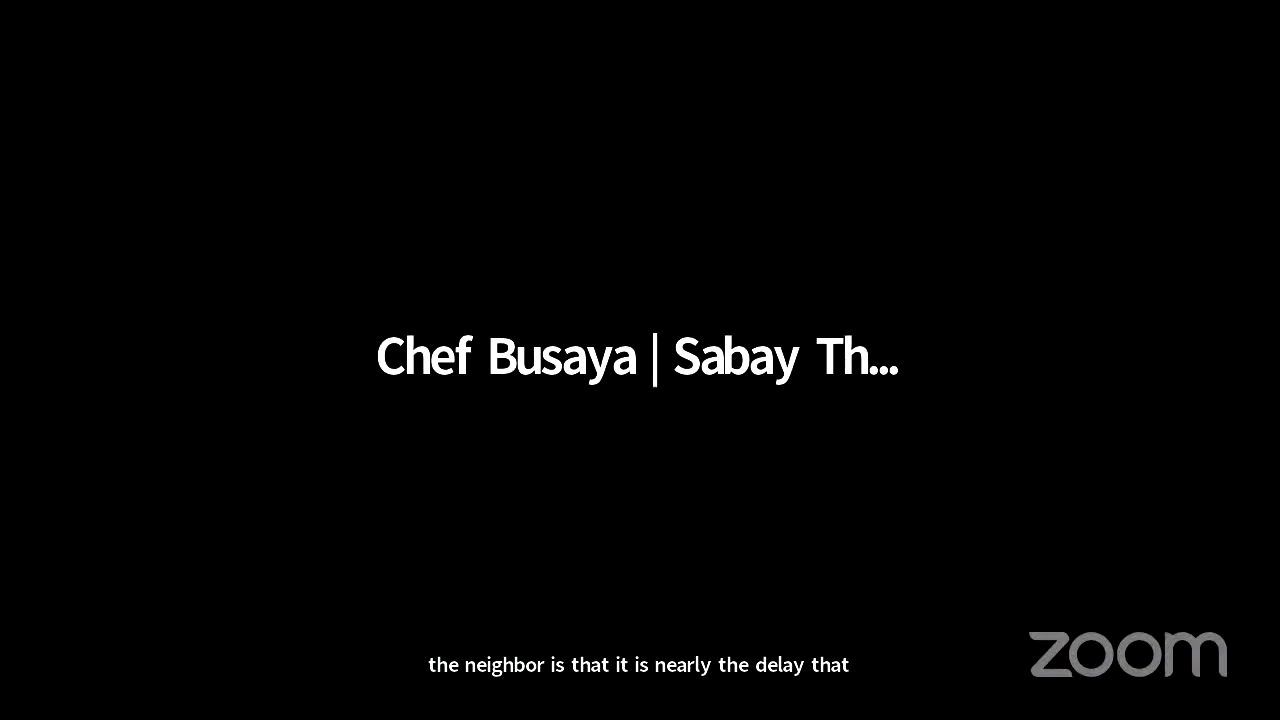 Chef Busaya | Sabay Th...
the neighbor is that it is nearly the delay that
zoom